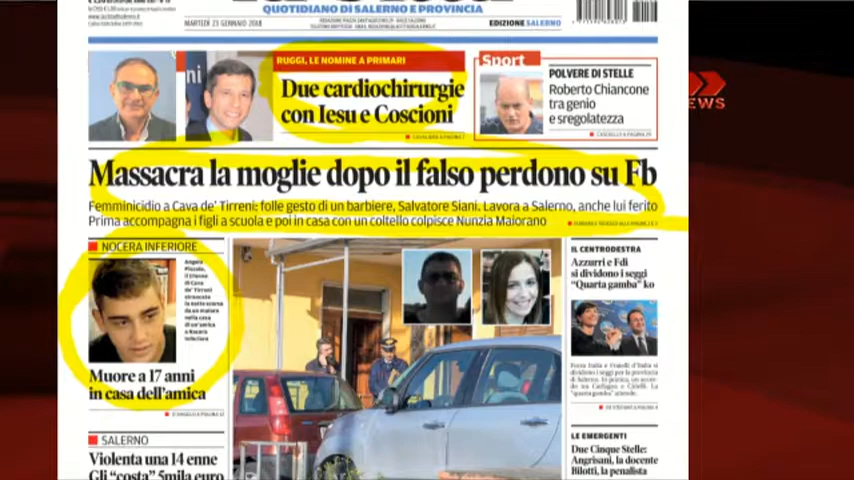 MARTEDÌ 23 GENNAIO 2018
QUOTIDIANO DI SALERNO E PROVINCIA
EDIZIONE SALERNO
RUGGI, LE NOMINE A PRIMARI
Due cardiochirurgie
con Iesu e Coscioni
Sport
POLVERE DI STELLE
Roberto Chiancone
tra genio
e sregolatezza
EWS
Massacra la moglie dopo il falso perdono su Fb
Femminicidio a Cava de' Tirreni: folle gesto di un barbiere, Salvatore Siani. Lavora a Salerno, anche lui ferito
Prima accompagna i figli a scuola e poi in casa con un coltello colpisce Nunzia Maiorano
NOCERA INFERIORE
Muore a 17 anni
in casa dell'amica
SALERNO
Violenta una 14 enne
Gli "costa" 5mila euro
IL CENTRODESTRA
Azzurri e Fdi
si dividono i seggi
"Quarta gamba" ko
LE EMERGENTI
Due Cinque Stelle:
Angrisani, la docente
Bilotti, la penalista